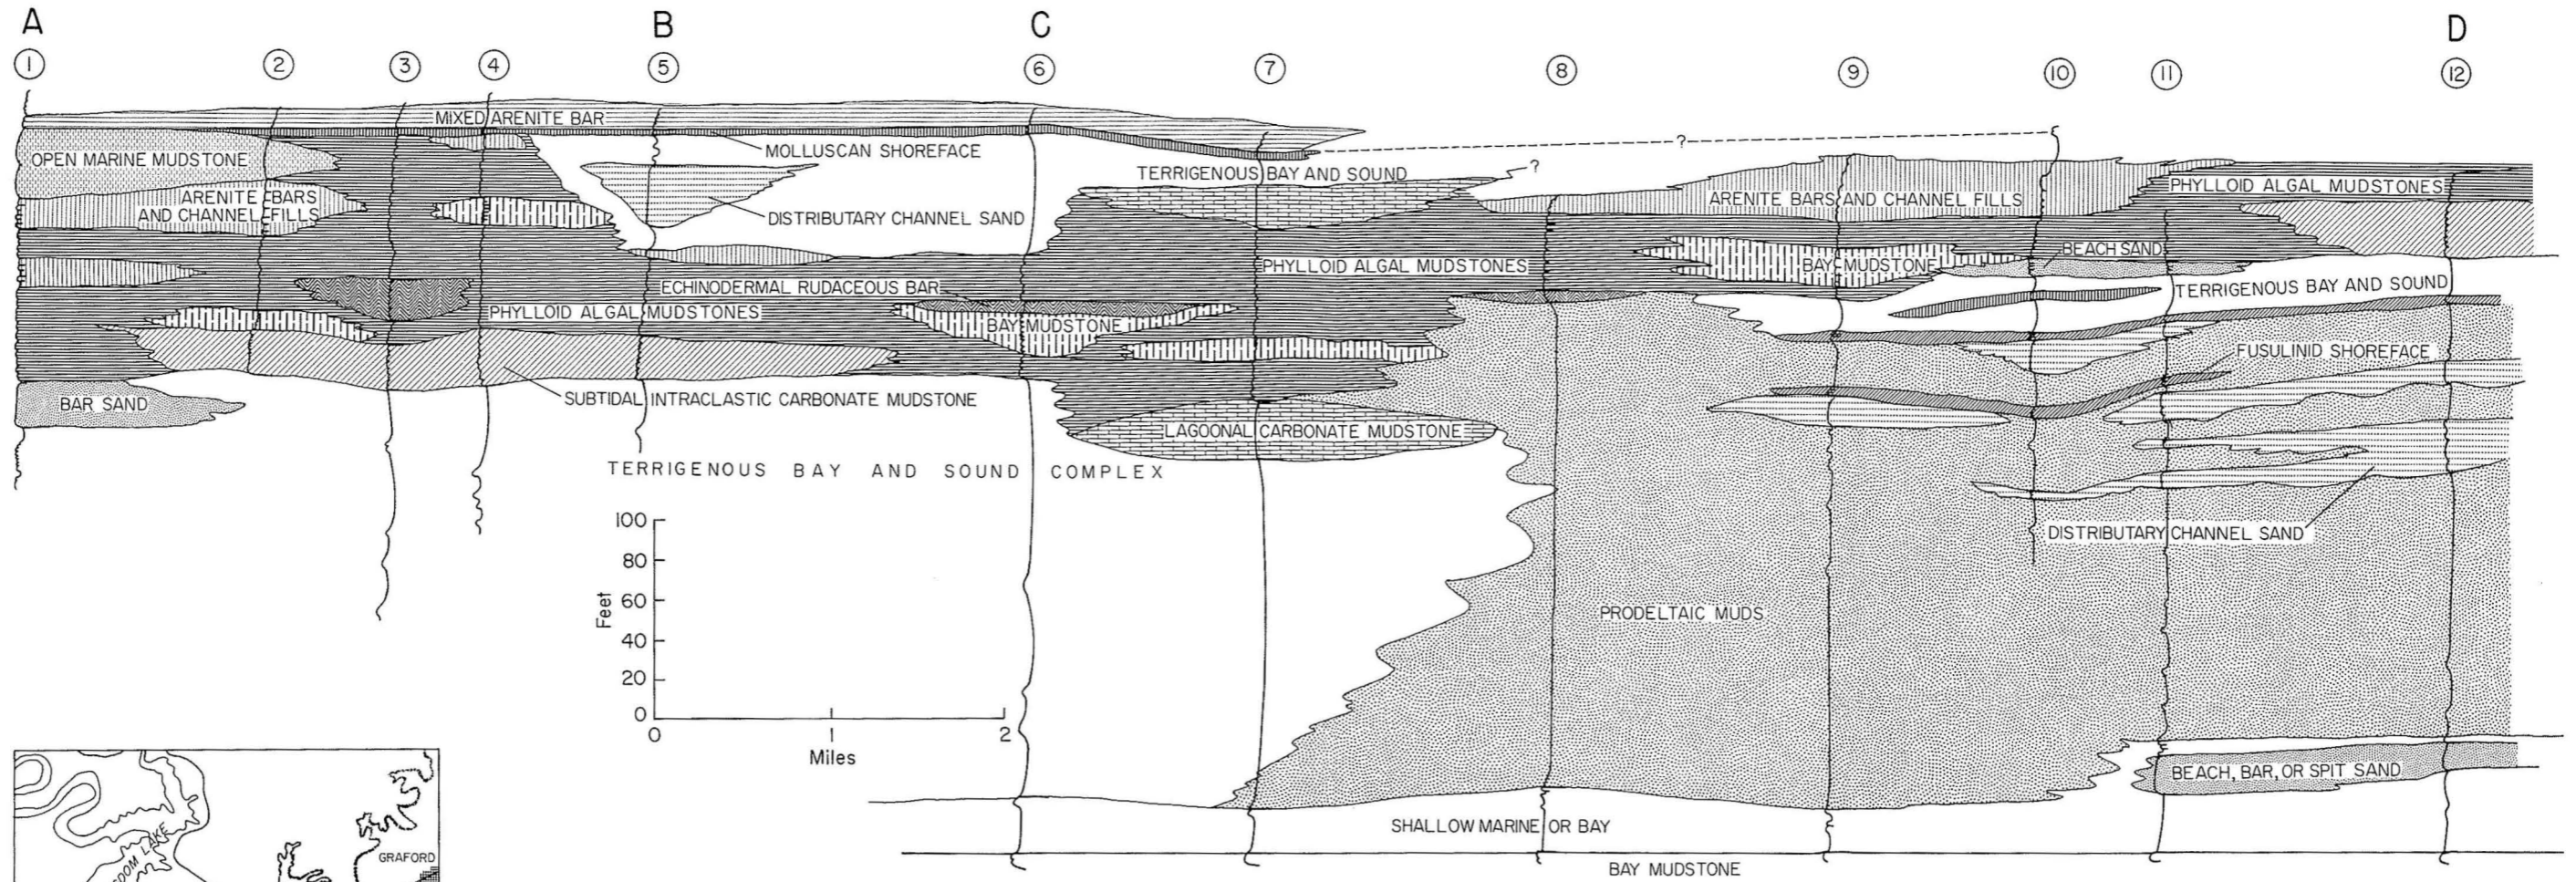 A B C D
1 2 3 4 5 6 7 8 9 10 11 12
MIXED ARENITE BAR
?
MOLLUSCAN SHOREFACE
OPEN MARINE MUDSTONE
TERRIGENOUS BAY AND SOUND
?
PHYLLOID ALGAL MUDSTONES
ARENITE BARS
AND CHANNEL FILLS
ARENITE BARS AND CHANNEL FILLS
DISTRIBUTARY CHANNEL SAND
BEACH SAND
PHYLLOID ALGAL MUDSTONES
BAY MUDSTONE
ECHINODERMAL RUDACEOUS BAR
TERRIGENOUS BAY AND SOUND
PHYLLOID ALGAL MUDSTONES
BAY MUDSTONE
FUSULINID SHOREFACE
SUBTIDAL INTRACLASTIC CARBONATE MUDSTONE
BAR SAND
LAGOONAL CARBONATE MUDSTONE
TERRIGENOUS BAY AND SOUND COMPLEX
DISTRIBUTARY CHANNEL SAND
100
80
60
40
20
0
Feet
0 1 2
Miles
PRODELTAIC MUDS
BEACH, BAR, OR SPIT SAND
SHALLOW MARINE OR BAY
BAY MUDSTONE
LAKE
GRAFORD